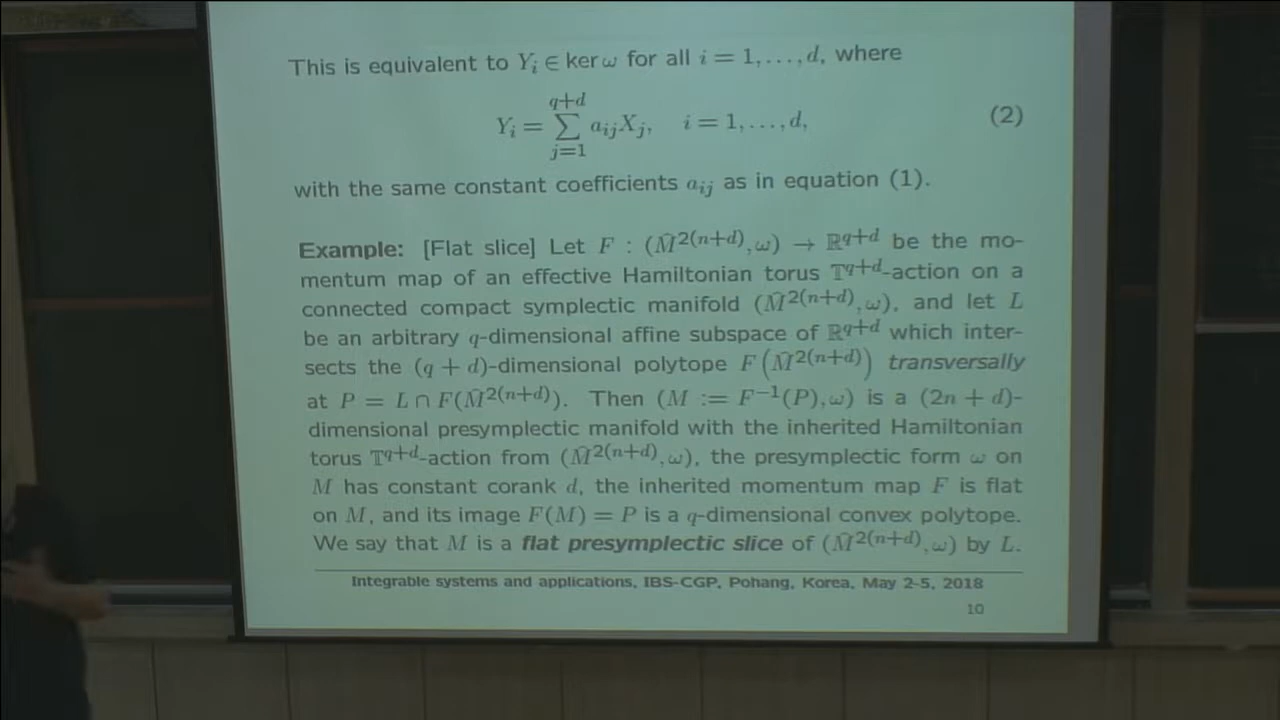 This is equivalent to Yᵢ ∈ ker ω for all i = 1, . . . , d, where
Yᵢ = ∑_{j=1}^{q+d} a_{ij}X_j, i = 1, . . . , d, (2)
with the same constant coefficients a_{ij} as in equation (1).
Example: [Flat slice] Let F : (M̂^{2(n+d)}, ω) → ℝ^{q+d} be the mo-
mentum map of an effective Hamiltonian torus 𝕋^{q+d}-action on a
connected compact symplectic manifold (M̂^{2(n+d)}, ω), and let L
be an arbitrary q-dimensional affine subspace of ℝ^{q+d} which inter-
sects the (q + d)-dimensional polytope F(M̂^{2(n+d)}) transversally
at P = L ∩ F(M̂^{2(n+d)}). Then (M := F^{−1}(P), ω) is a (2n + d)-
dimensional presymplectic manifold with the inherited Hamiltonian
torus 𝕋^{q+d}-action from (M̂^{2(n+d)}, ω), the presymplectic form ω on
M has constant corank d, the inherited momentum map F is flat
on M, and its image F(M) = P is a q-dimensional convex polytope.
We say that M is a flat presymplectic slice of (M̂^{2(n+d)}, ω) by L.
Integrable systems and applications, IBS-CGP, Pohang, Korea, May 2-5, 2018
10